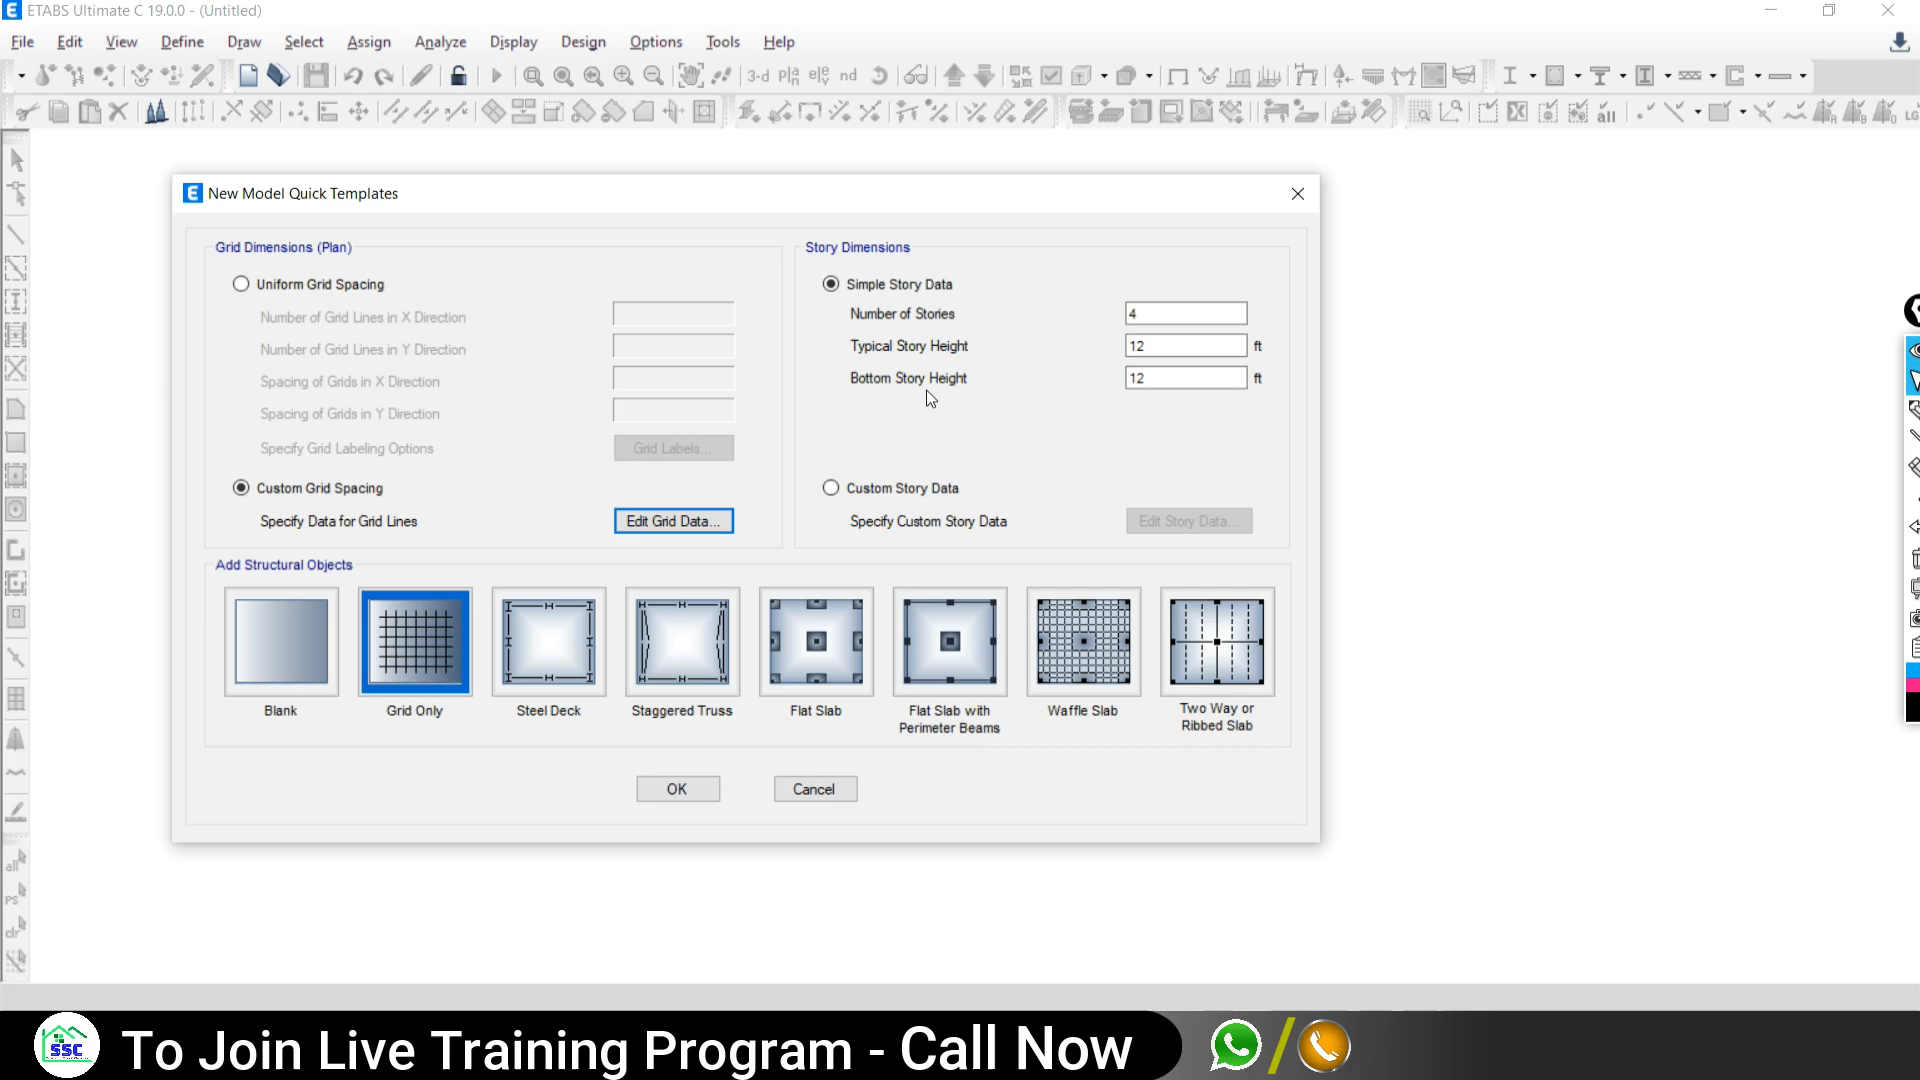 ETABS Ultimate C 19.0.0 - (Untitled)
File Edit View Define Draw Select Assign Analyze Display Design Options Tools Help
3-d nd
all
New Model Quick Templates
Grid Dimensions (Plan)
Uniform Grid Spacing
Number of Grid Lines in X Direction
Number of Grid Lines in Y Direction
Spacing of Grids in X Direction
Spacing of Grids in Y Direction
Specify Grid Labeling Options
Grid Labels...
Custom Grid Spacing
Specify Data for Grid Lines
Edit Grid Data...
Story Dimensions
Simple Story Data
Number of Stories
4
Typical Story Height
12
ft
Bottom Story Height
12
ft
Custom Story Data
Specify Custom Story Data
Edit Story Data...
Add Structural Objects
Blank
Grid Only
Steel Deck
Staggered Truss
Flat Slab
Flat Slab with
Perimeter Beams
Waffle Slab
Two Way or
Ribbed Slab
OK
Cancel
all
PS
clr
SSC
To Join Live Training Program - Call Now